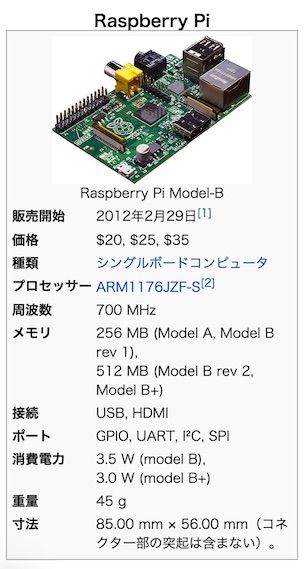 Raspberry Pi
Raspberry Pi Model-B
販売開始 2012年2月29日[1]
価格 $20, $25, $35
種類 シングルボードコンピュータ
プロセッサー ARM1176JZF-S[2]
周波数 700 MHz
メモリ 256 MB (Model A, Model B
rev 1),
512 MB (Model B rev 2,
Model B+)
接続 USB, HDMI
ポート GPIO, UART, I²C, SPI
消費電力 3.5 W (model B),
3.0 W (model B+)
重量 45 g
寸法 85.00 mm × 56.00 mm（コネ
クター部の突起は含まない）。